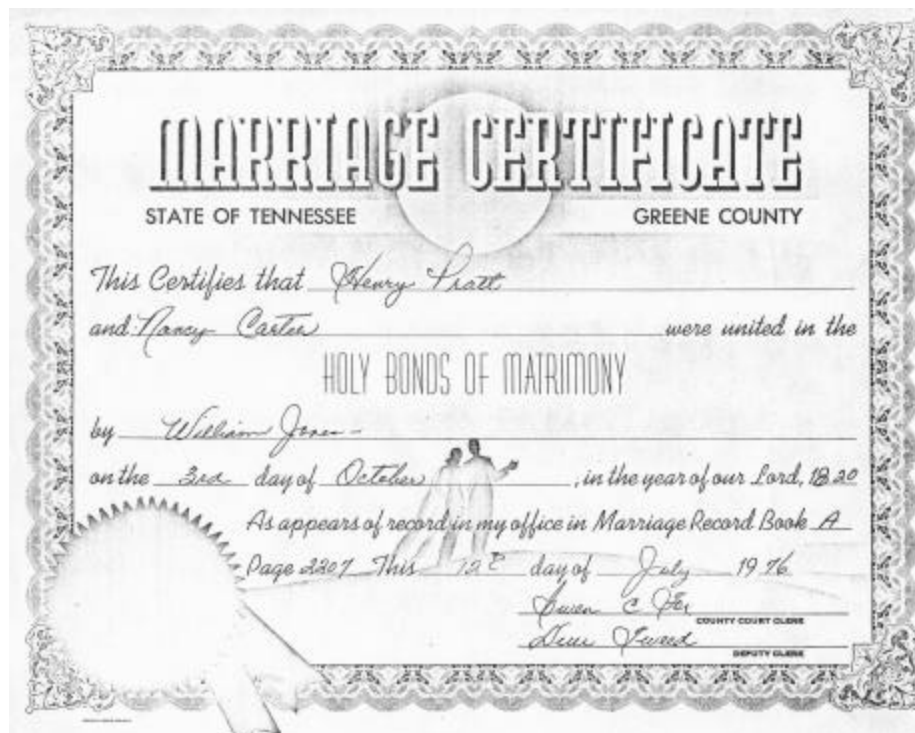 MARRIAGE CERTIFICATE
STATE OF TENNESSEE GREENE COUNTY
This Certifies that Henry Pratt
and Nancy Carter were united in the
HOLY BONDS OF MATRIMONY
by William Jones
on the 3rd day of October, in the year of our Lord, 1820
As appears of record in my office in Marriage Record Book A
Page 2307 This 12 day of July 1976
Owen C
COUNTY COURT CLERK
DEPUTY CLERK